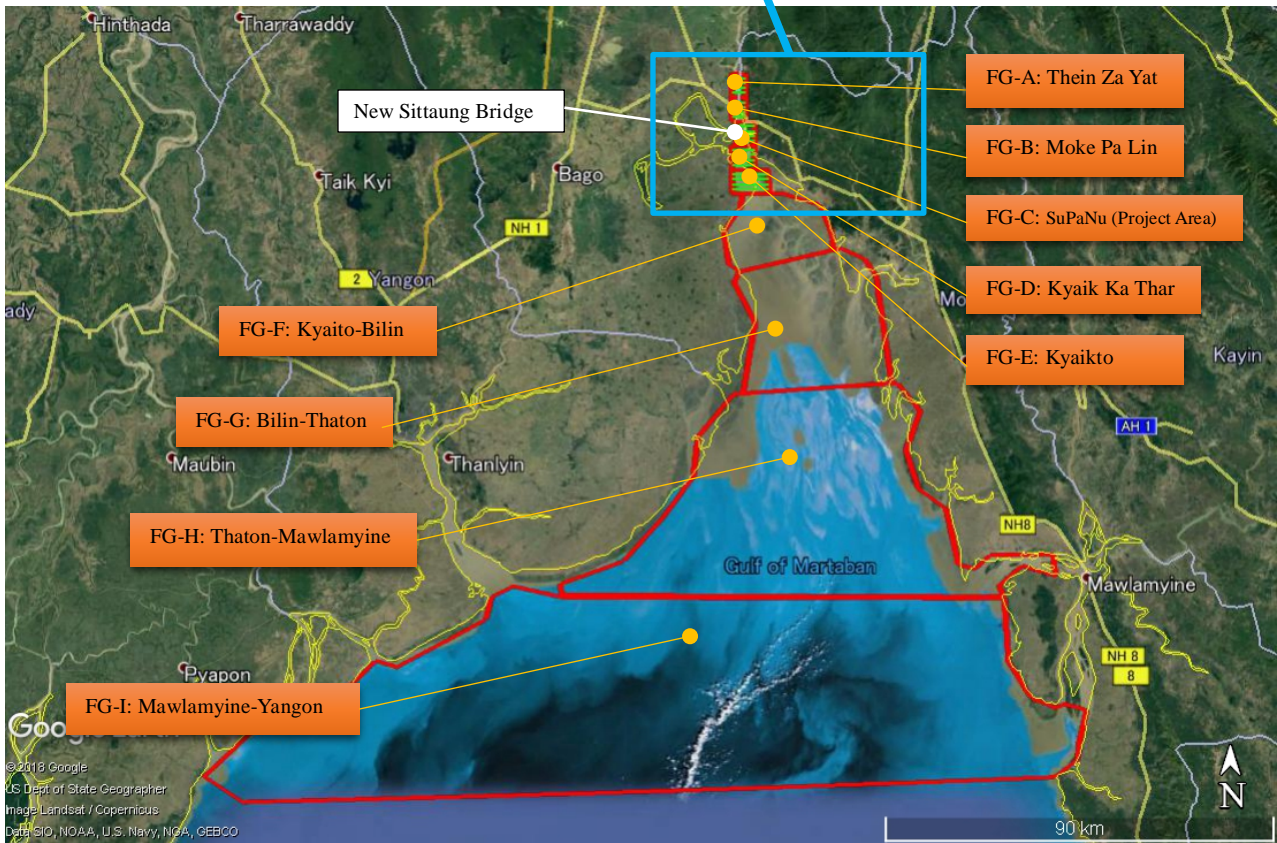 Hinthada
Tharrawaddy
FG-A: Thein Za Yat
New Sittaung Bridge
FG-B: Moke Pa Lin
Bago
Taik Kyi
NH 1
FG-C: SuPaNu (Project Area)
2
Yangon
FG-D: Kyaik Ka Thar
ady
Mo
FG-F: Kyaito-Bilin
FG-E: Kyaikto
Kayin
FG-G: Bilin-Thaton
AH 1
Maubin
Thanlyin
FG-H: Thaton-Mawlamyine
NH8
Gulf of Martaban
Mawlamyine
Pyapon
NH 8
8
FG-I: Mawlamyine-Yangon
© 2018 Google
US Dept of State Geographer
Image Landsat / Copernicus
Data SIO, NOAA, U.S. Navy, NGA, GEBCO
N
90 km